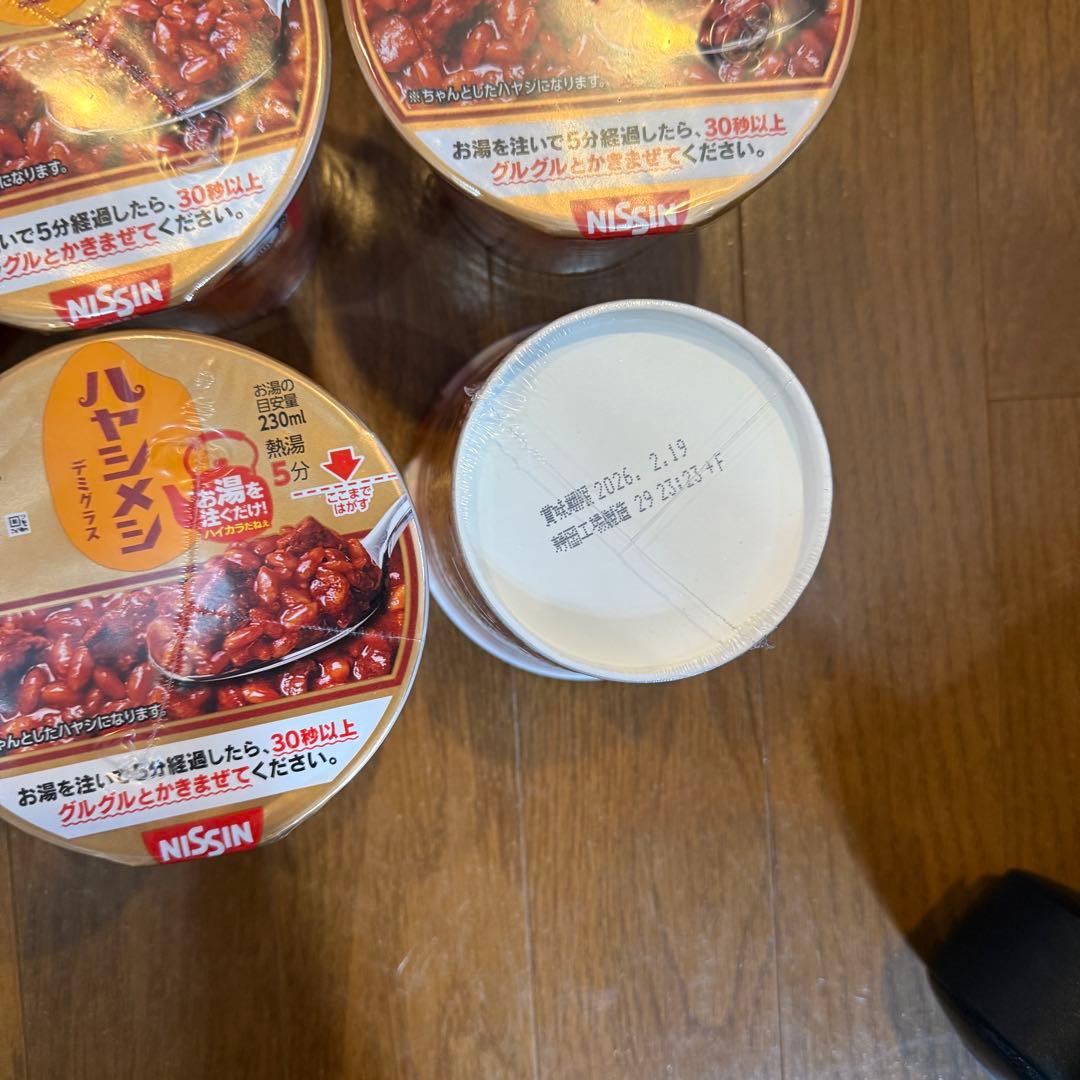 になります。
いで5分経過したら、30秒以上
グルとかきまぜてください。
NISSIN
※ちゃんとしたハヤシになります。
お湯を注いで5分経過したら、30秒以上
グルグルとかきまぜてください。
NISSIN
ハヤシメシ
デミグラス
お湯の
目安量
230ml
熱湯
5分
お湯を
注ぐだけ!
ハイカラだねぇ
ここまで
はがす
ゃんとしたハヤシになります。
お湯を注いで5分経過したら、30秒以上
グルグルとかきまぜてください。
NISSIN
賞味期限 2026. 2.19
静岡工場製造 29 23:23+F